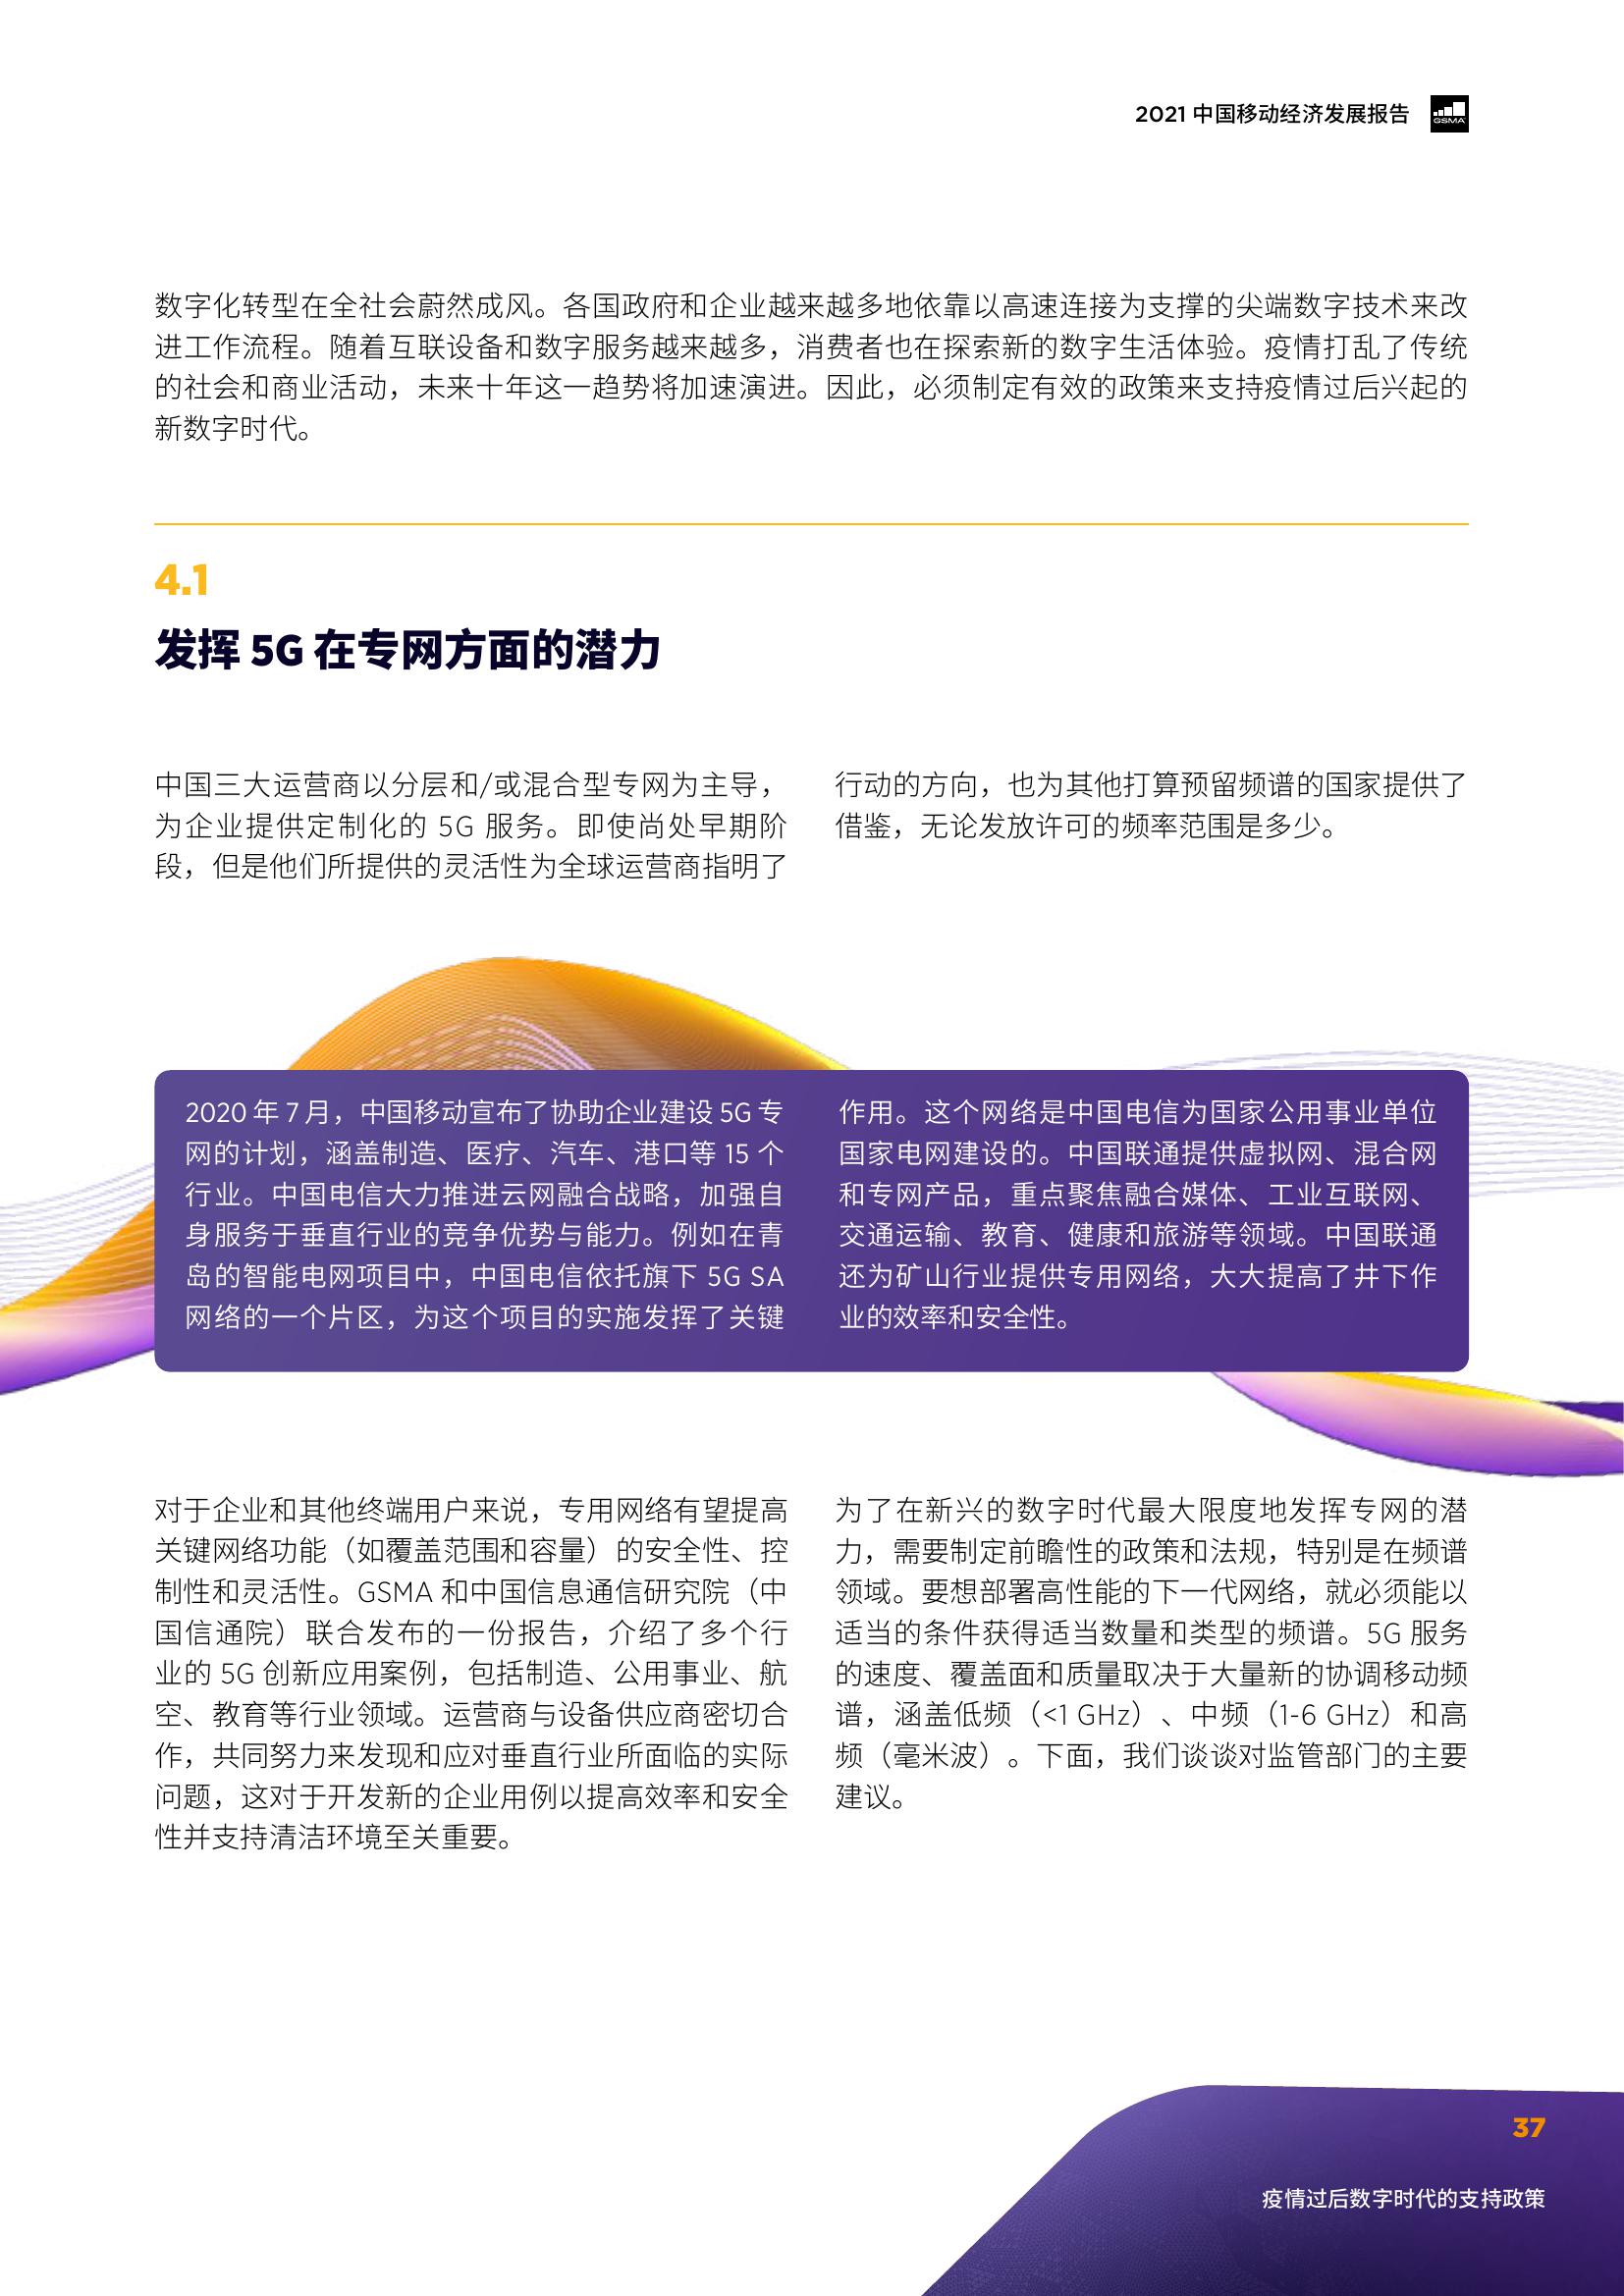 2021 中国移动经济发展报告
GSMA
数字化转型在全社会蔚然成风。各国政府和企业越来越多地依靠以高速连接为支撑的尖端数字技术来改
进工作流程。随着互联设备和数字服务越来越多，消费者也在探索新的数字生活体验。疫情打乱了传统
的社会和商业活动，未来十年这一趋势将加速演进。因此，必须制定有效的政策来支持疫情过后兴起的
新数字时代。
4.1
发挥 5G 在专网方面的潜力
中国三大运营商以分层和/或混合型专网为主导，
为企业提供定制化的 5G 服务。即使尚处早期阶
段，但是他们所提供的灵活性为全球运营商指明了
行动的方向，也为其他打算预留频谱的国家提供了
借鉴，无论发放许可的频率范围是多少。
2020 年 7 月，中国移动宣布了协助企业建设 5G 专
网的计划，涵盖制造、医疗、汽车、港口等 15 个
行业。中国电信大力推进云网融合战略，加强自
身服务于垂直行业的竞争优势与能力。例如在青
岛的智能电网项目中，中国电信依托旗下 5G SA
网络的一个片区，为这个项目的实施发挥了关键
作用。这个网络是中国电信为国家公用事业单位
国家电网建设的。中国联通提供虚拟网、混合网
和专网产品，重点聚焦融合媒体、工业互联网、
交通运输、教育、健康和旅游等领域。中国联通
还为矿山行业提供专用网络，大大提高了井下作
业的效率和安全性。
对于企业和其他终端用户来说，专用网络有望提高
关键网络功能（如覆盖范围和容量）的安全性、控
制性和灵活性。GSMA 和中国信息通信研究院（中
国信通院）联合发布的一份报告，介绍了多个行
业的 5G 创新应用案例，包括制造、公用事业、航
空、教育等行业领域。运营商与设备供应商密切合
作，共同努力来发现和应对垂直行业所面临的实际
问题，这对于开发新的企业用例以提高效率和安全
性并支持清洁环境至关重要。
为了在新兴的数字时代最大限度地发挥专网的潜
力，需要制定前瞻性的政策和法规，特别是在频谱
领域。要想部署高性能的下一代网络，就必须能以
适当的条件获得适当数量和类型的频谱。5G 服务
的速度、覆盖面和质量取决于大量新的协调移动频
谱，涵盖低频（<1 GHz）、中频（1-6 GHz）和高
频（毫米波）。下面，我们谈谈对监管部门的主要
建议。
37
疫情过后数字时代的支持政策